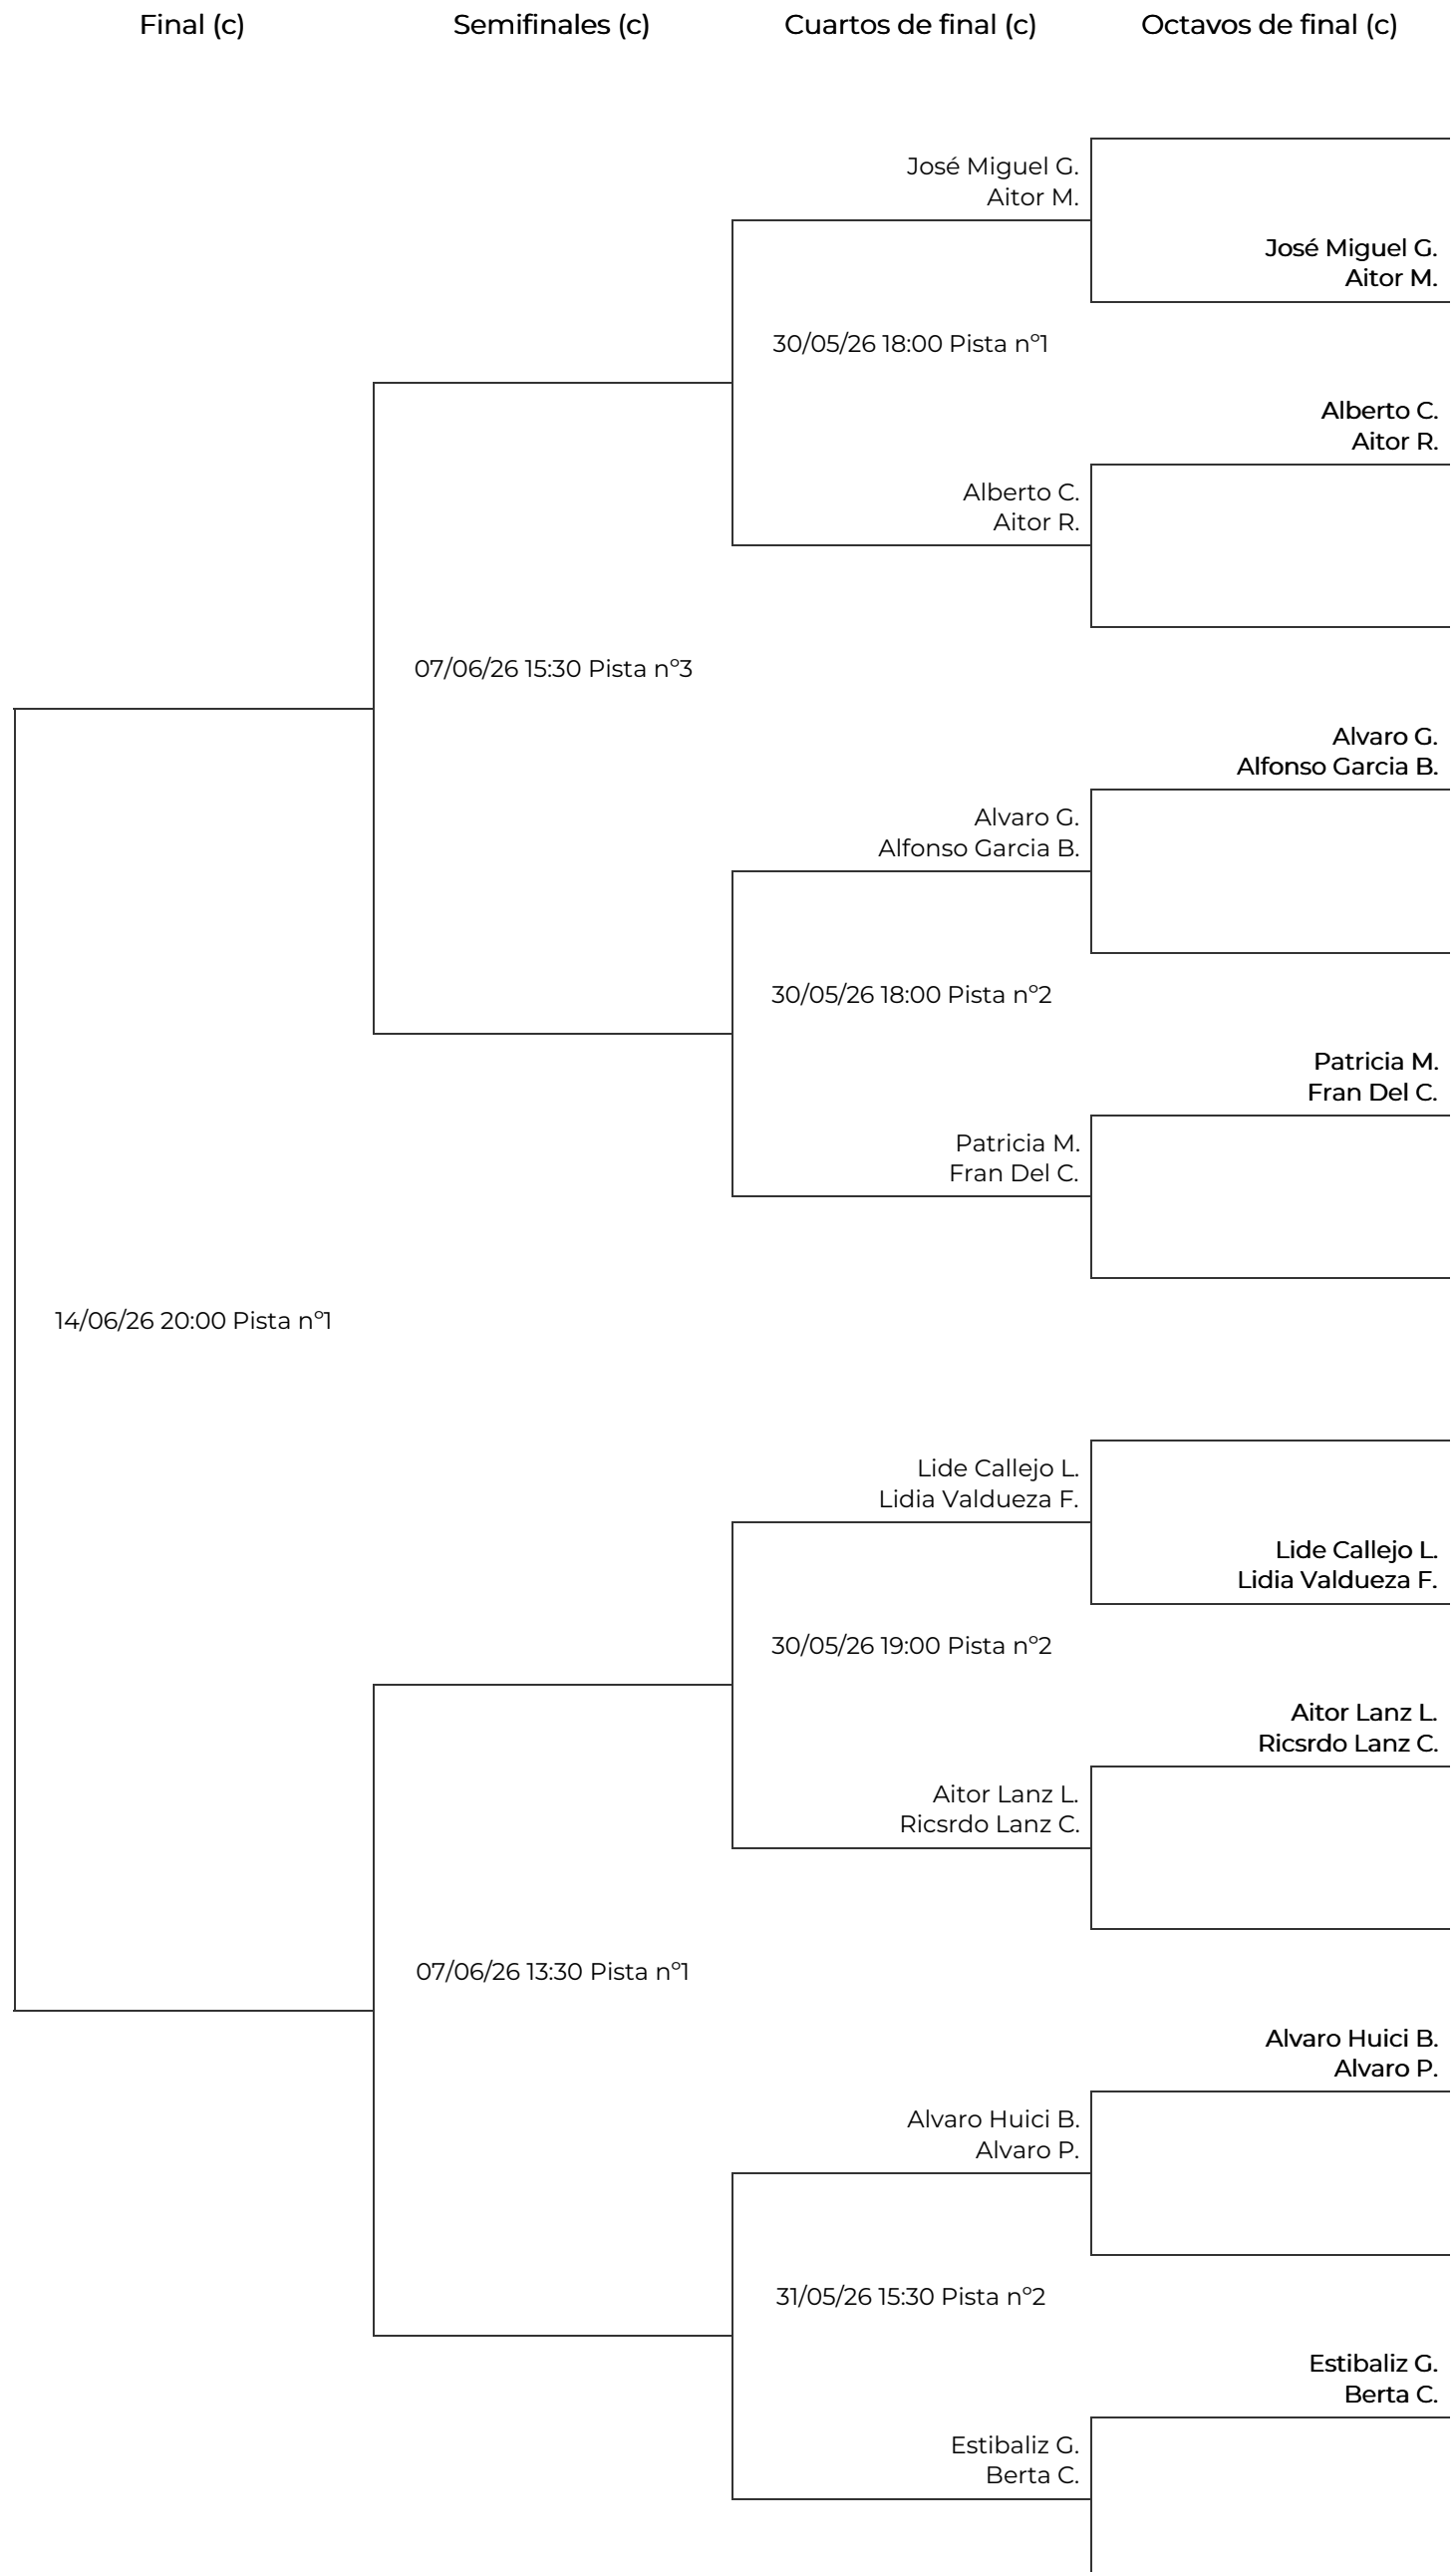 Final (c)
Semifinales (c)
Cuartos de final (c)
Octavos de final (c)
José Miguel G.
Aitor M.
José Miguel G.
Aitor M.
30/05/26 18:00 Pista nº1
Alberto C.
Aitor R.
Alberto C.
Aitor R.
07/06/26 15:30 Pista nº3
Alvaro G.
Alfonso Garcia B.
Alvaro G.
Alfonso Garcia B.
30/05/26 18:00 Pista nº2
Patricia M.
Fran Del C.
Patricia M.
Fran Del C.
14/06/26 20:00 Pista nº1
Lide Callejo L.
Lidia Valdueza F.
Lide Callejo L.
Lidia Valdueza F.
30/05/26 19:00 Pista nº2
Aitor Lanz L.
Ricsrdo Lanz C.
Aitor Lanz L.
Ricsrdo Lanz C.
07/06/26 13:30 Pista nº1
Alvaro Huici B.
Alvaro P.
Alvaro Huici B.
Alvaro P.
31/05/26 15:30 Pista nº2
Estibaliz G.
Berta C.
Estibaliz G.
Berta C.